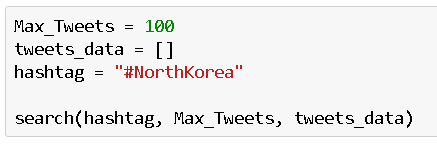 Max_Tweets = 100
tweets_data = []
hashtag = "#NorthKorea"
search(hashtag, Max_Tweets, tweets_data)